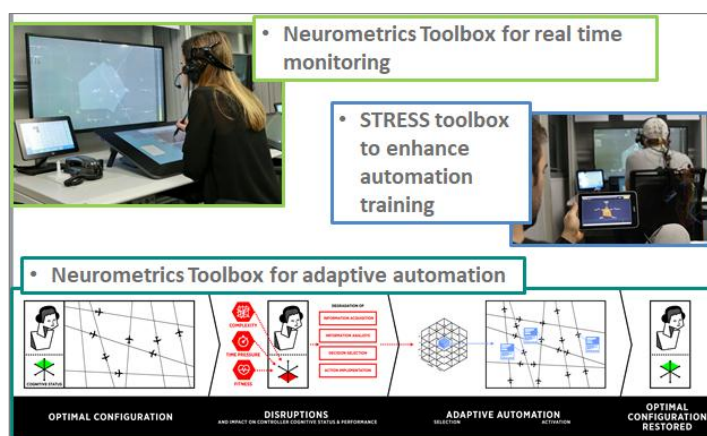 • Neurometrics Toolbox for real time
monitoring
• STRESS toolbox
to enhance
automation
training
• Neurometrics Toolbox for adaptive automation
COGNITIVE STATUS
COMPLEXITY
TIME PRESSURE
FITNESS
DEGRADATION OF
INFORMATION ACQUISITION
INFORMATION ANALYSIS
DECISION SELECTION
ACTION IMPLEMENTATION
OPTIMAL CONFIGURATION
DISRUPTIONS
AND IMPACT ON CONTROLLER COGNITIVE STATUS & PERFORMANCE
ADAPTIVE AUTOMATION
SELECTION
ACTIVATION
OPTIMAL
CONFIGURATION
RESTORED